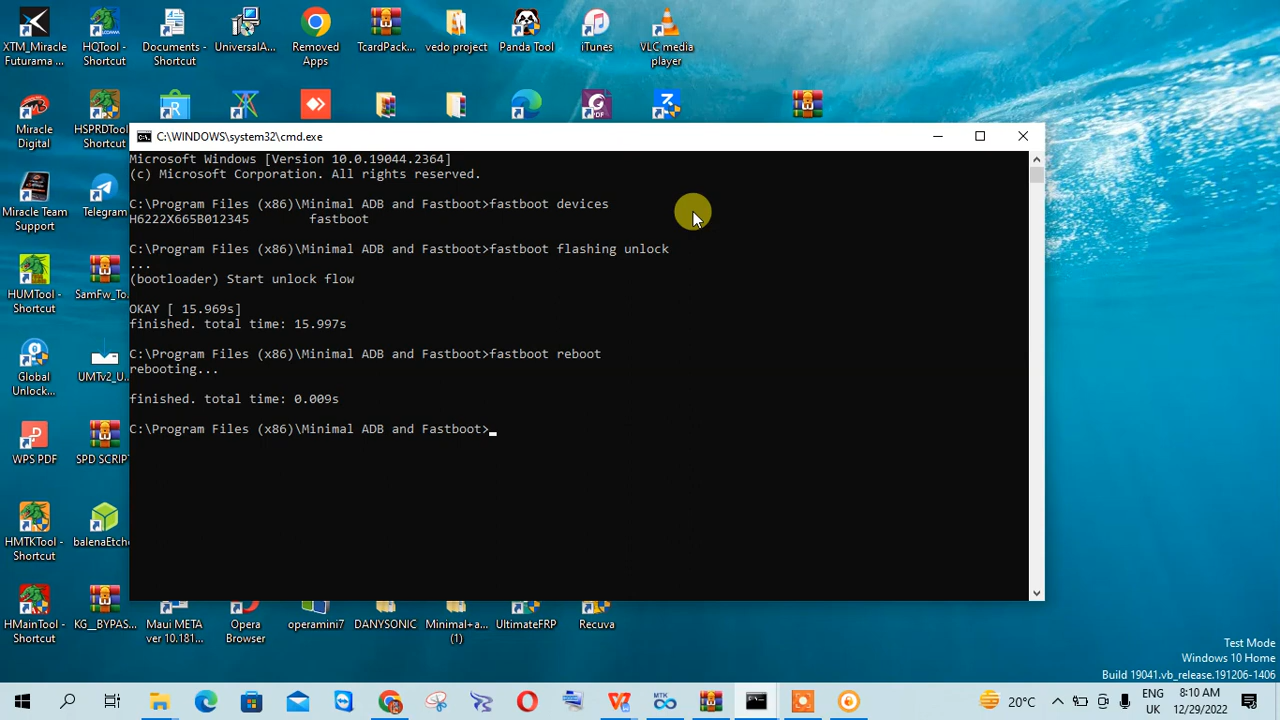 XTM_Miracle
Futurama ...
HQTool -
Shortcut
Documents -
Shortcut
UniversalA...
Removed
Apps
TcardPack...
vedo project
Panda Tool
iTunes
VLC media
player
Miracle
Digital
HSPRDTool
Shortcut
Miracle Team
Support
Telegram
HUMTool -
Shortcut
SamFw_To...
Global
Unlock...
UMTv2_U...
WPS PDF
SPD SCRIP
HMTKTool -
Shortcut
balenaEtche
HMainTool -
Shortcut
KG__BYPAS...
Maui META
ver 10.181...
Opera
Browser
operamini7
DANYSONIC
Minimal+a...
(1)
UltimateFRP
Recuva
C:\WINDOWS\system32\cmd.exe
Microsoft Windows [Version 10.0.19044.2364]
(c) Microsoft Corporation. All rights reserved.
C:\Program Files (x86)\Minimal ADB and Fastboot>fastboot devices
H6222X665B012345 fastboot
C:\Program Files (x86)\Minimal ADB and Fastboot>fastboot flashing unlock
...
(bootloader) Start unlock flow
OKAY [ 15.969s]
finished. total time: 15.997s
C:\Program Files (x86)\Minimal ADB and Fastboot>fastboot reboot
rebooting...
finished. total time: 0.009s
C:\Program Files (x86)\Minimal ADB and Fastboot>
Test Mode
Windows 10 Home
Build 19041.vb_release.191206-1406
20°C
ENG
UK
8:10 AM
12/29/2022